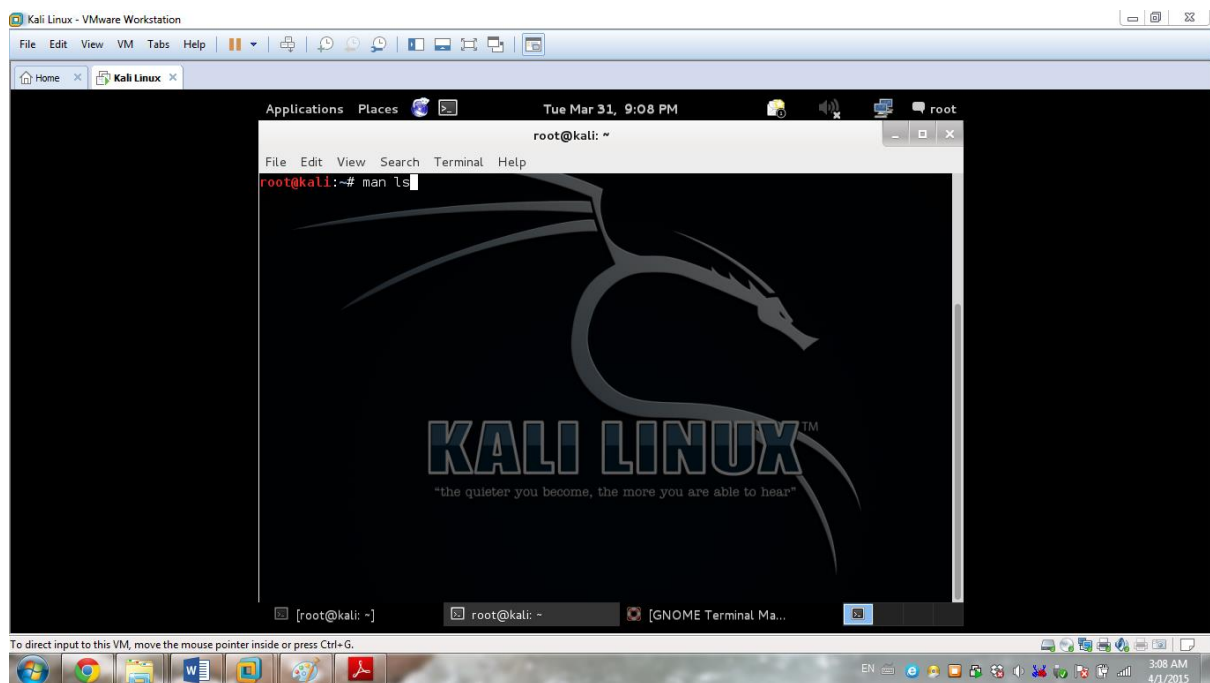 Kali Linux - VMware Workstation
File Edit View VM Tabs Help
Home Kali Linux
Applications Places Tue Mar 31, 9:08 PM root
root@kali: ~
File Edit View Search Terminal Help
root@kali:~# man ls
KALI LINUX™
"the quieter you become, the more you are able to hear"
[root@kali: ~] root@kali: ~ [GNOME Terminal Ma...
To direct input to this VM, move the mouse pointer inside or press Ctrl+G.
EN 3:08 AM
4/1/2015